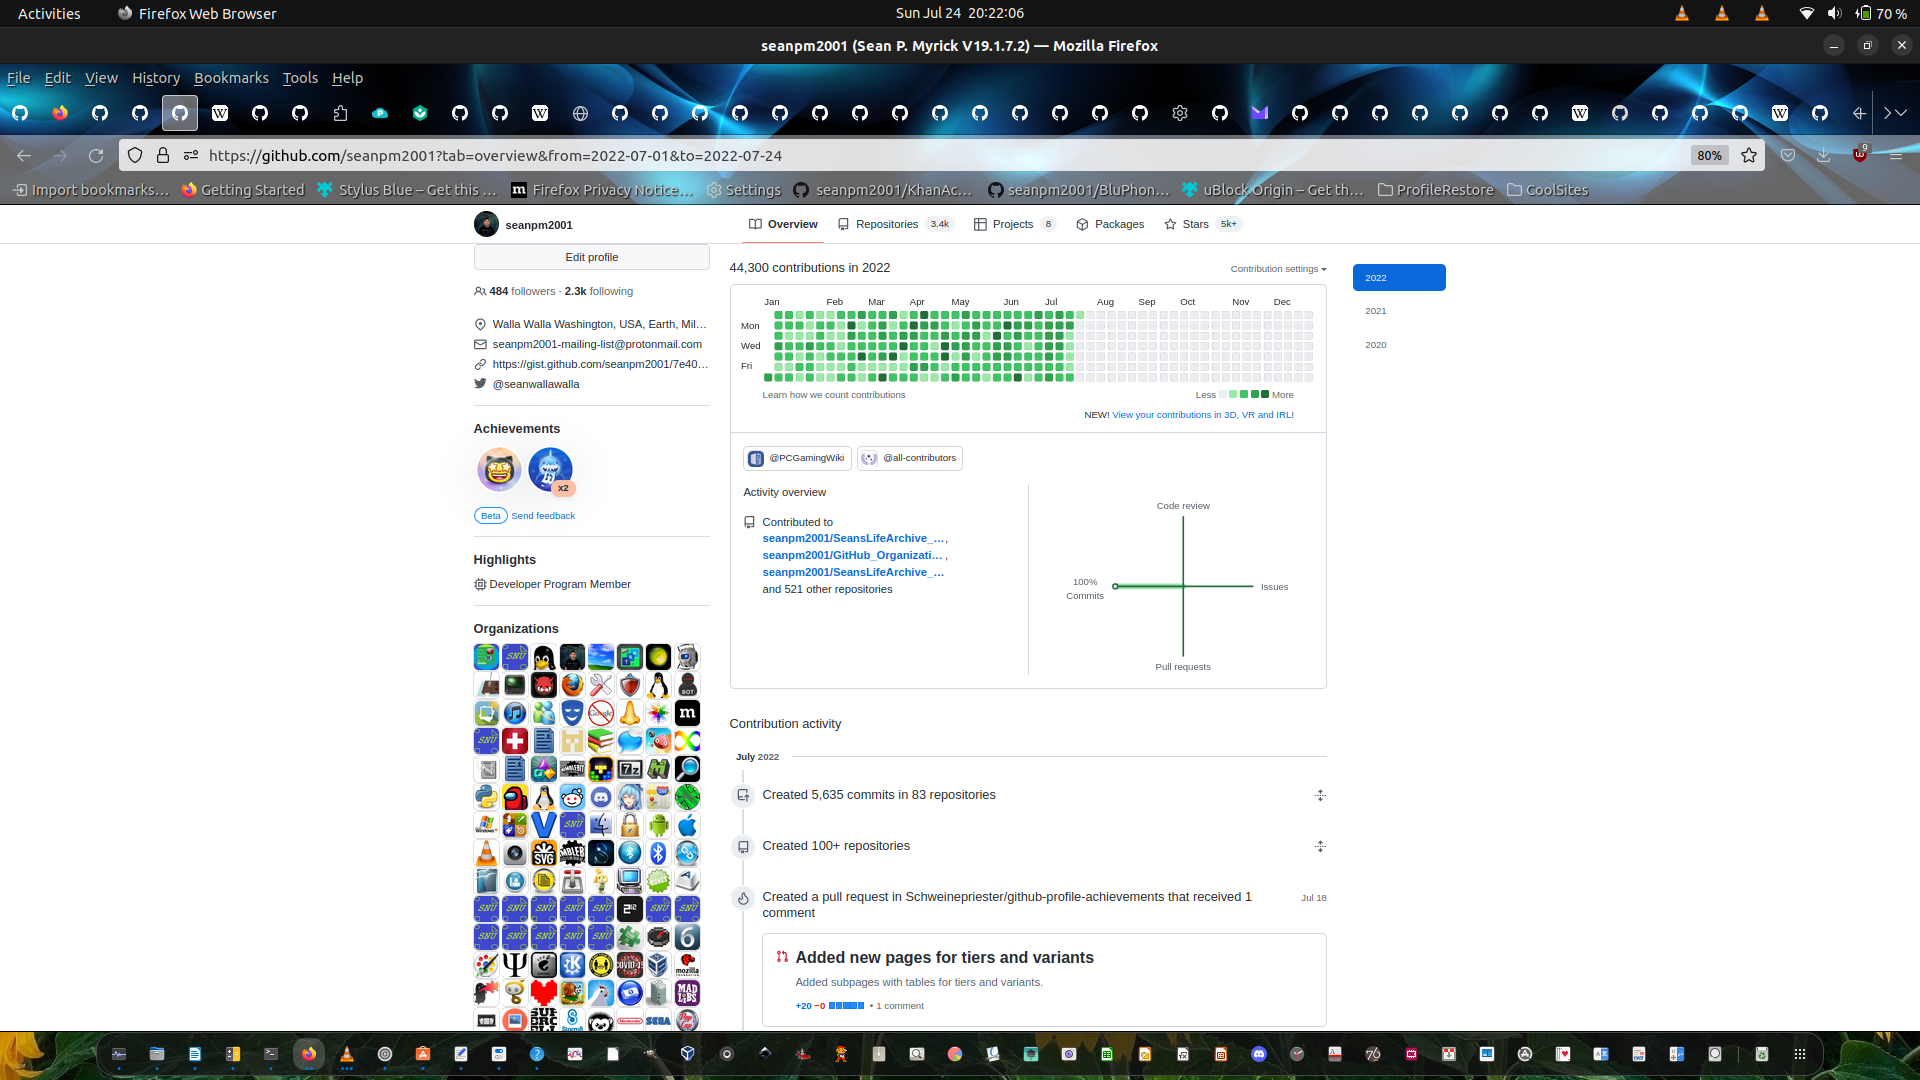 Activities
Firefox Web Browser
Sun Jul 24 20:22:06
70 %
seanpm2001 (Sean P. Myrick V19.1.7.2) — Mozilla Firefox
File Edit View History Bookmarks Tools Help
https://github.com/seanpm2001?tab=overview&from=2022-07-01&to=2022-07-24
80%
9
Import bookmarks…
Getting Started
Stylus Blue – Get this …
Firefox Privacy Notice…
Settings
seanpm2001/KhanAc…
seanpm2001/BluPhon…
uBlock Origin – Get th…
ProfileRestore
CoolSites
seanpm2001
Overview
Repositories 3.4k
Projects 8
Packages
Stars 5k+
Edit profile
484 followers · 2.3k following
Walla Walla Washington, USA, Earth, Mil…
seanpm2001-mailing-list@protonmail.com
https://gist.github.com/seanpm2001/7e40…
@seanwallawalla
Achievements
x2
Beta Send feedback
Highlights
Developer Program Member
Organizations
44,300 contributions in 2022
Contribution settings
Jan Feb Mar Apr May Jun Jul Aug Sep Oct Nov Dec
Mon
Wed
Fri
Learn how we count contributions
Less More
NEW! View your contributions in 3D, VR and IRL!
@PCGamingWiki
@all-contributors
Activity overview
Contributed to
seanpm2001/SeansLifeArchive_…,
seanpm2001/GitHub_Organizati… ,
seanpm2001/SeansLifeArchive_…
and 521 other repositories
Code review
100%
Commits
Issues
Pull requests
2022
2021
2020
Contribution activity
July 2022
Created 5,635 commits in 83 repositories
Created 100+ repositories
Created a pull request in Schweinepriester/github-profile-achievements that received 1
comment
Jul 18
Added new pages for tiers and variants
Added subpages with tables for tiers and variants.
+20 −0 • 1 comment